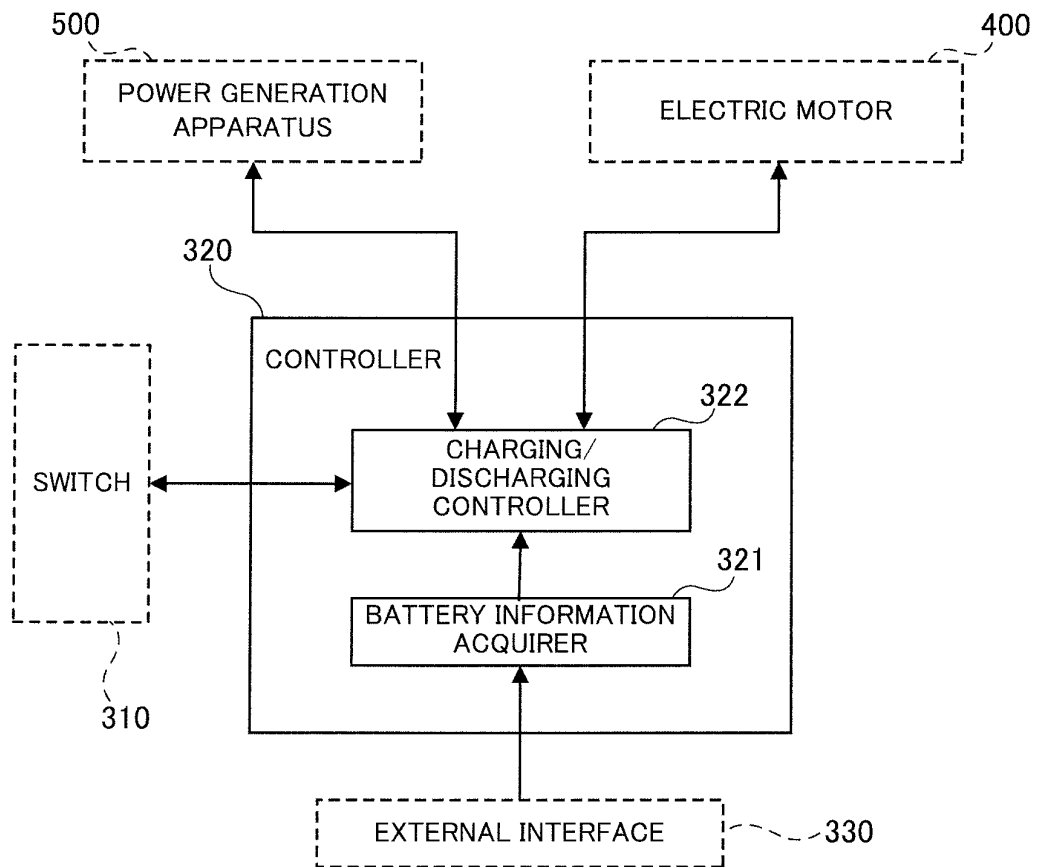 500
400
POWER GENERATION
APPARATUS
ELECTRIC MOTOR
320
CONTROLLER
322
CHARGING/
DISCHARGING
CONTROLLER
SWITCH
321
BATTERY INFORMATION
ACQUIRER
310
EXTERNAL INTERFACE
330